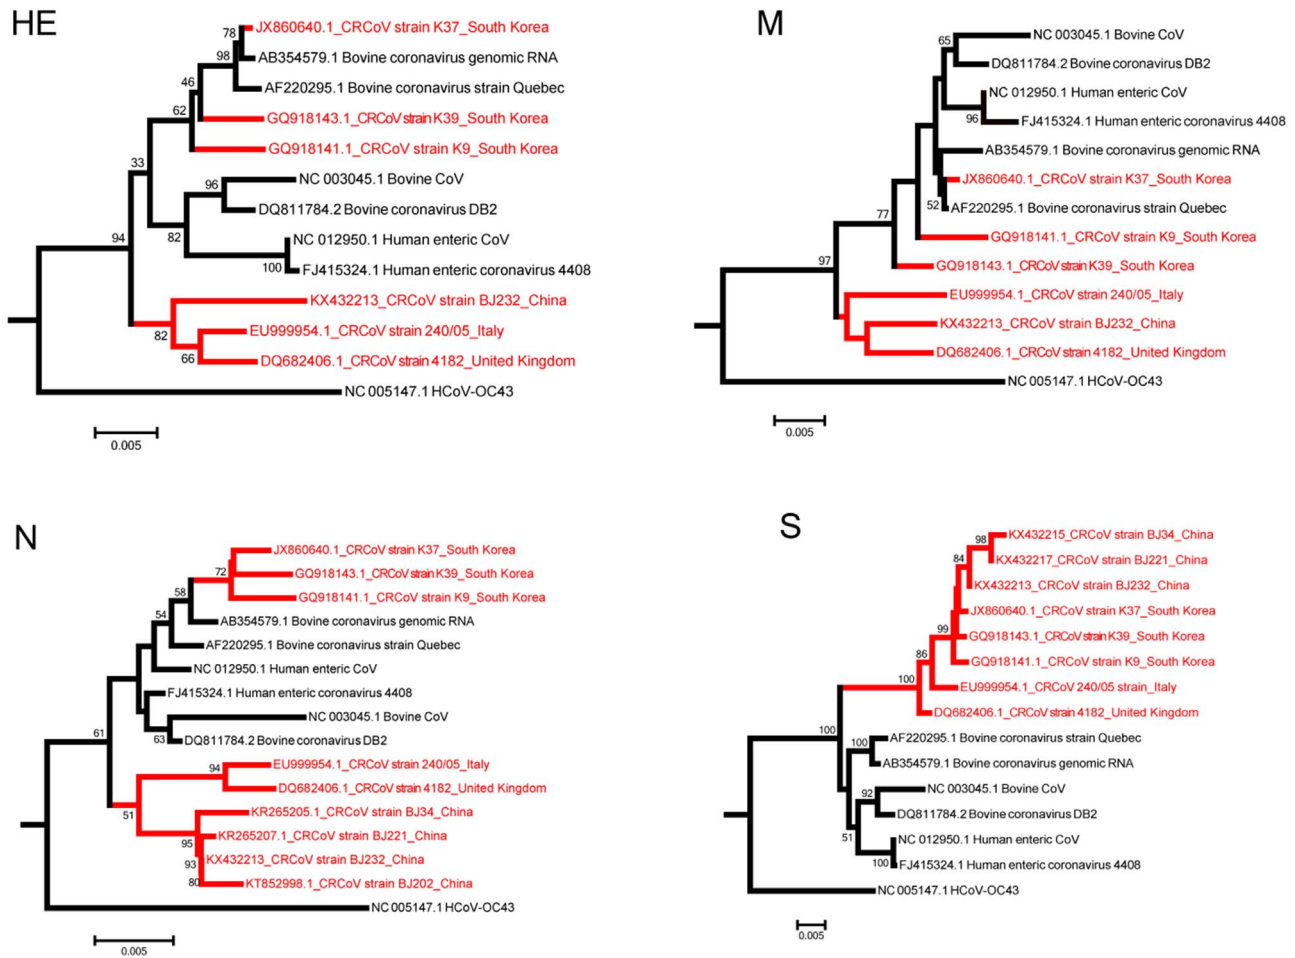 HE
78
JX860640.1_CRCoV strain K37_South Korea
98
AB354579.1 Bovine coronavirus genomic RNA
46
AF220295.1 Bovine coronavirus strain Quebec
62
GQ918143.1_CRCoV strain K39_South Korea
GQ918141.1_CRCoV strain K9_South Korea
33
96
NC 003045.1 Bovine CoV
DQ811784.2 Bovine coronavirus DB2
94
82
NC 012950.1 Human enteric CoV
100
FJ415324.1 Human enteric coronavirus 4408
KX432213_CRCoV strain BJ232_China
82
EU999954.1_CRCoV strain 240/05_Italy
66
DQ682406.1_CRCoV strain 4182_United Kingdom
NC 005147.1 HCoV-OC43
0.005
M
65
NC 003045.1 Bovine CoV
DQ811784.2 Bovine coronavirus DB2
NC 012950.1 Human enteric CoV
96
FJ415324.1 Human enteric coronavirus 4408
AB354579.1 Bovine coronavirus genomic RNA
JX860640.1_CRCoV strain K37_South Korea
52
AF220295.1 Bovine coronavirus strain Quebec
77
GQ918141.1_CRCoV strain K9_South Korea
97
GQ918143.1_CRCoV strain K39_South Korea
EU999954.1_CRCoV strain 240/05_Italy
KX432213_CRCoV strain BJ232_China
DQ682406.1_CRCoV strain 4182_United Kingdom
NC 005147.1 HCoV-OC43
0.005
N
JX860640.1_CRCoV strain K37_South Korea
72
GQ918143.1_CRCoV strain K39_South Korea
58
GQ918141.1_CRCoV strain K9_South Korea
54
AB354579.1 Bovine coronavirus genomic RNA
AF220295.1 Bovine coronavirus strain Quebec
NC 012950.1 Human enteric CoV
FJ415324.1 Human enteric coronavirus 4408
NC 003045.1 Bovine CoV
61
63
DQ811784.2 Bovine coronavirus DB2
94
EU999954.1_CRCoV strain 240/05_Italy
DQ682406.1_CRCoV strain 4182_United Kingdom
51
KR265205.1_CRCoV strain BJ34_China
KR265207.1_CRCoV strain BJ221_China
95
KX432213_CRCoV strain BJ232_China
93
80
KT852998.1_CRCoV strain BJ202_China
NC 005147.1 HCoV-OC43
0.005
S
98
KX432215_CRCoV strain BJ34_China
84
KX432217_CRCoV strain BJ221_China
KX432213_CRCoV strain BJ232_China
JX860640.1_CRCoV strain K37_South Korea
99
GQ918143.1_CRCoV strain K39_South Korea
86
GQ918141.1_CRCoV strain K9_South Korea
100
EU999954.1_CRCoV 240/05 strain_Italy
DQ682406.1_CRCoV strain 4182_United Kingdom
100
100
AF220295.1 Bovine coronavirus strain Quebec
AB354579.1 Bovine coronavirus genomic RNA
92
NC 003045.1 Bovine CoV
DQ811784.2 Bovine coronavirus DB2
51
NC 012950.1 Human enteric CoV
100
FJ415324.1 Human enteric coronavirus 4408
NC 005147.1 HCoV-OC43
0.005